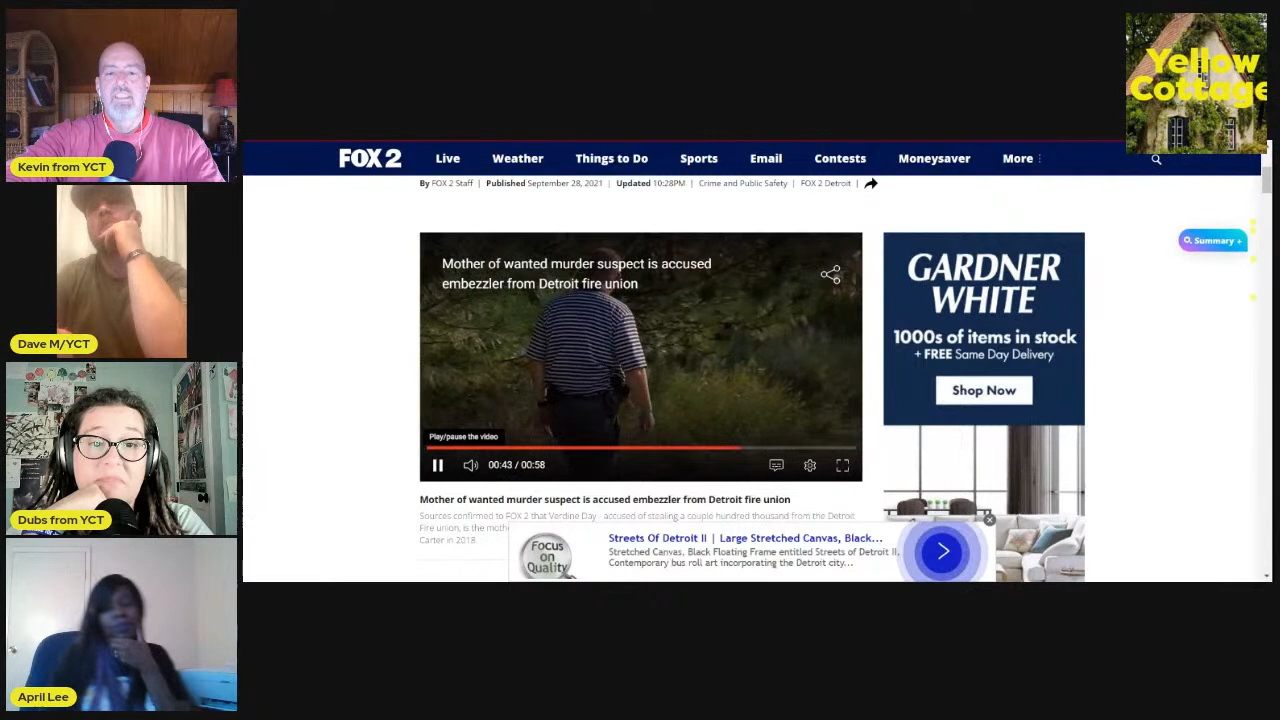 Kevin from YCT
Dave M/YCT
Dubs from YCT
April Lee
Yellow
Cottage
FOX 2
Live
Weather
Things to Do
Sports
Email
Contests
Moneysaver
More
By FOX 2 Staff | Published September 28, 2021 | Updated 10:28PM | Crime and Public Safety | FOX 2 Detroit |
Summary +
Mother of wanted murder suspect is accused
embezzler from Detroit fire union
Play/pause the video
00:43 / 00:58
GARDNER
WHITE
1000s of items in stock
+ FREE Same Day Delivery
Shop Now
Mother of wanted murder suspect is accused embezzler from Detroit fire union
Sources confirmed to FOX 2 that Verdine Day - accused of stealing a couple hundred thousand from the Detroit
Fire union, is the moth
Carter in 2018.
Focus
on
Quality
Streets Of Detroit II | Large Stretched Canvas, Black...
Stretched Canvas, Black Floating Frame entitled Streets of Detroit II,
Contemporary bus roll art incorporating the Detroit city...